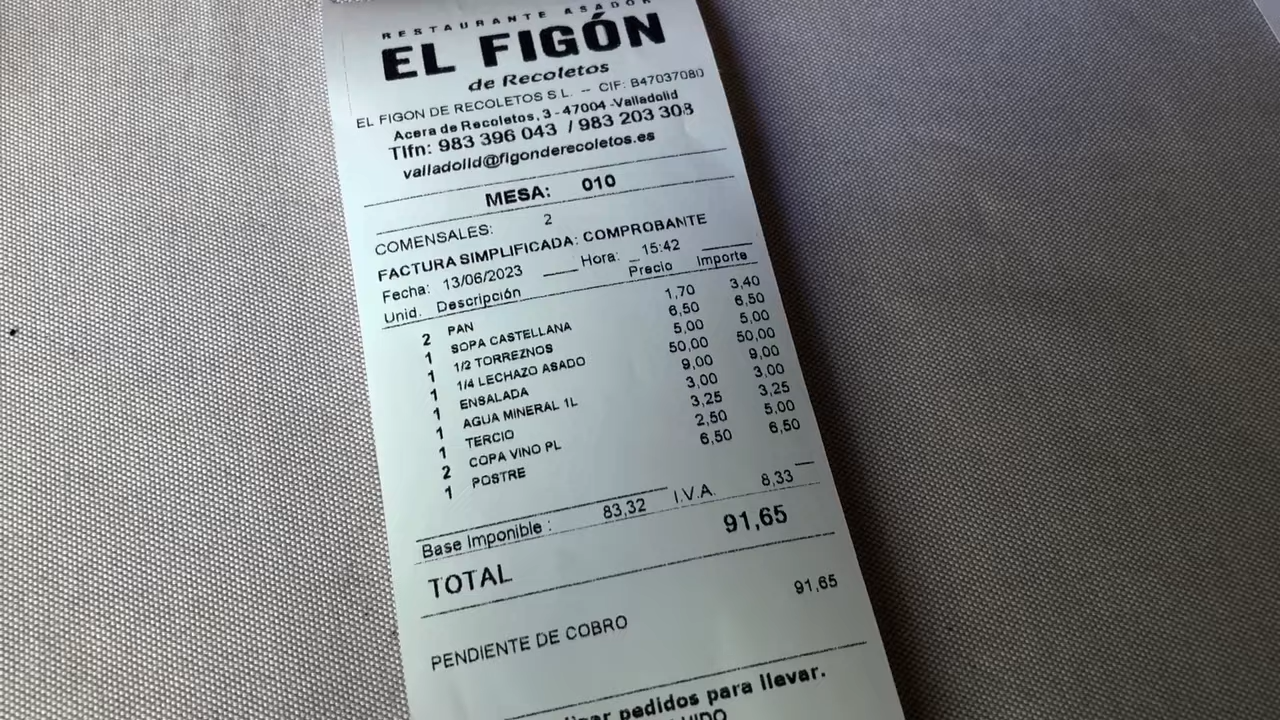 RESTAURANTE ASADOR
EL FIGÓN
de Recoletos
EL FIGON DE RECOLETOS S.L. -- CIF: B47037080
Acera de Recoletos, 3 - 47004 -Valladolid
Tlfn: 983 396 043 / 983 203 308
valladolid@figonderecoletos.es
MESA: 010
COMENSALES: 2
FACTURA SIMPLIFICADA: COMPROBANTE
Fecha: 13/06/2023 Hora: 15:42
Unid. Descripción Precio Importe
2 PAN 1,70 3,40
1 SOPA CASTELLANA 6,50 6,50
1 1/2 TORREZNOS 5,00 5,00
1 1/4 LECHAZO ASADO 50,00 50,00
1 ENSALADA 9,00 9,00
1 AGUA MINERAL 1L 3,00 3,00
1 TERCIO 3,25 3,25
2 COPA VINO PL 2,50 5,00
1 POSTRE 6,50 6,50
Base Imponible : 83,32 I.V.A. 8,33
TOTAL 91,65
PENDIENTE DE COBRO 91,65
pedidos para llevar.